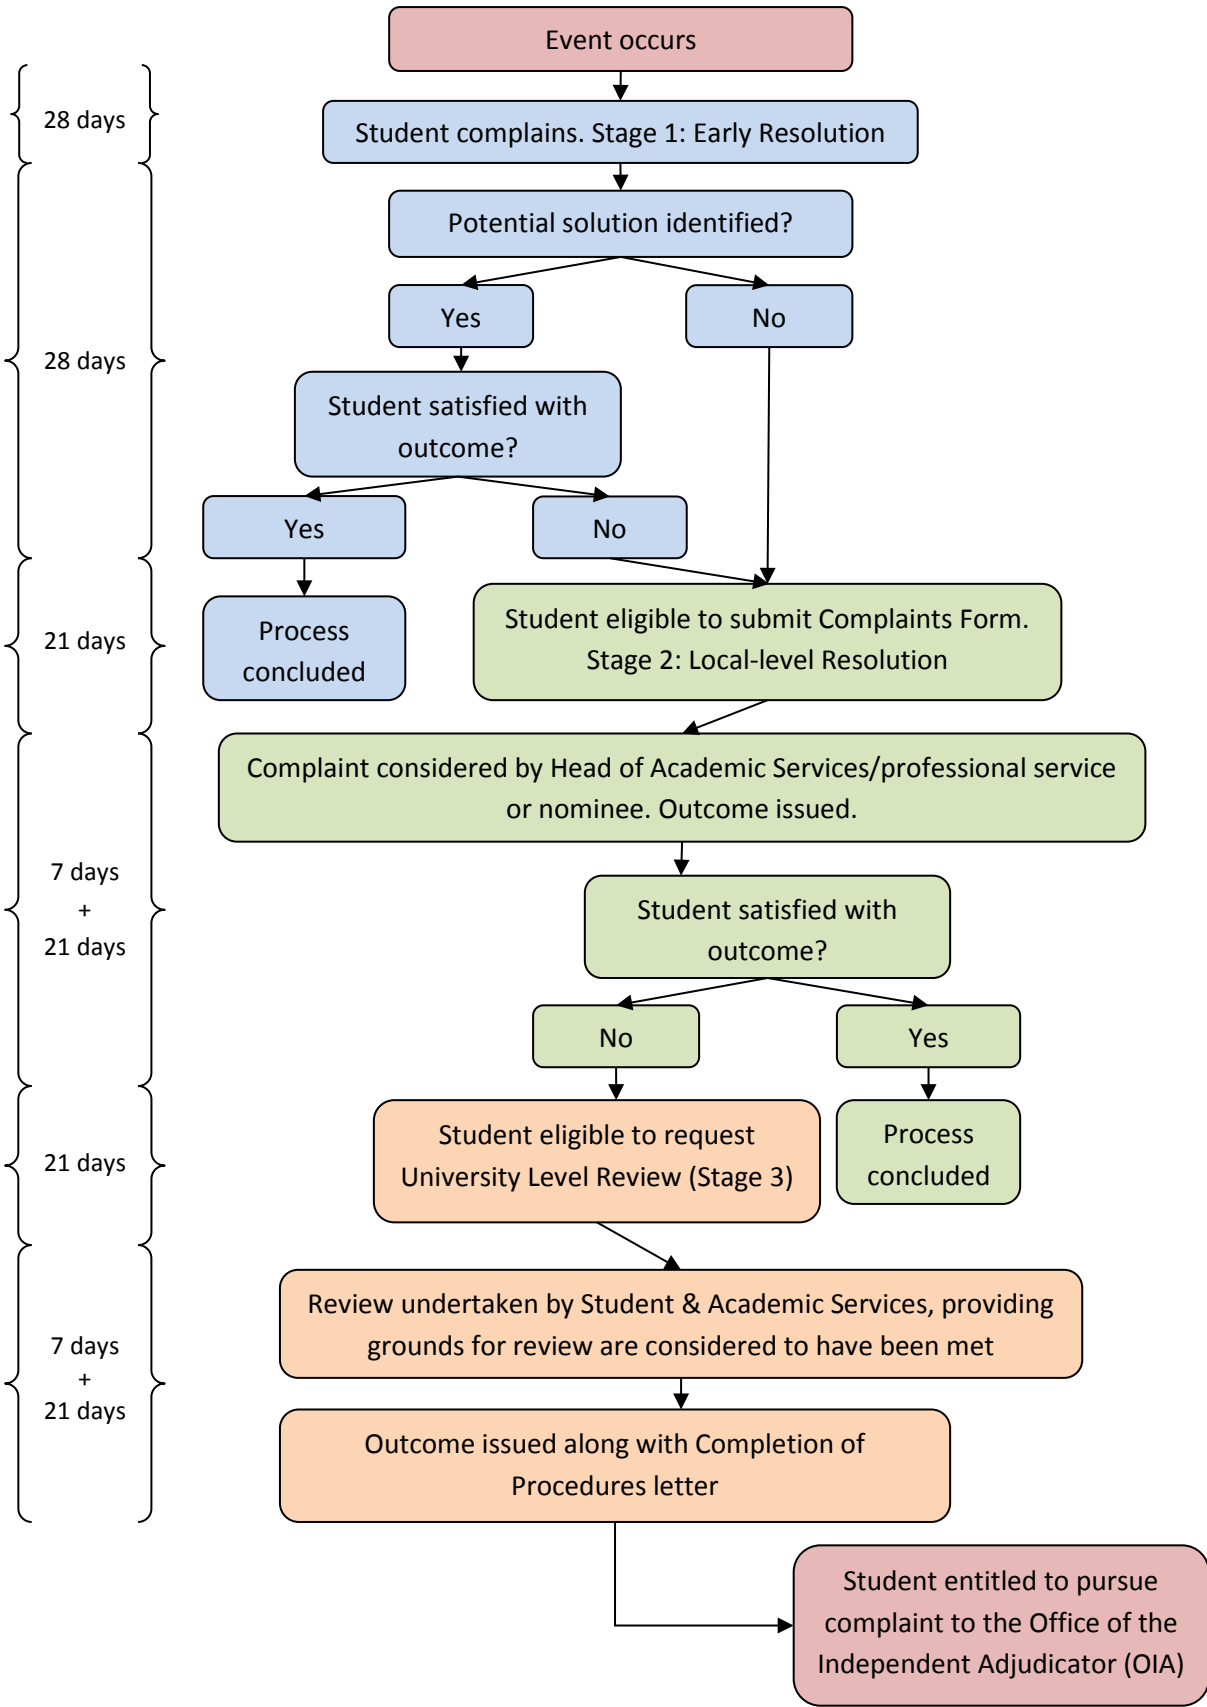 Event occurs
28 days
Student complains. Stage 1: Early Resolution
Potential solution identified?
Yes
No
28 days
Student satisfied with
outcome?
Yes
No
21 days
Process
concluded
Student eligible to submit Complaints Form.
Stage 2: Local-level Resolution
Complaint considered by Head of Academic Services/professional service
or nominee. Outcome issued.
7 days
+
21 days
Student satisfied with
outcome?
No
Yes
21 days
Student eligible to request
University Level Review (Stage 3)
Process
concluded
Review undertaken by Student & Academic Services, providing
grounds for review are considered to have been met
7 days
+
21 days
Outcome issued along with Completion of
Procedures letter
Student entitled to pursue
complaint to the Office of the
Independent Adjudicator (OIA)